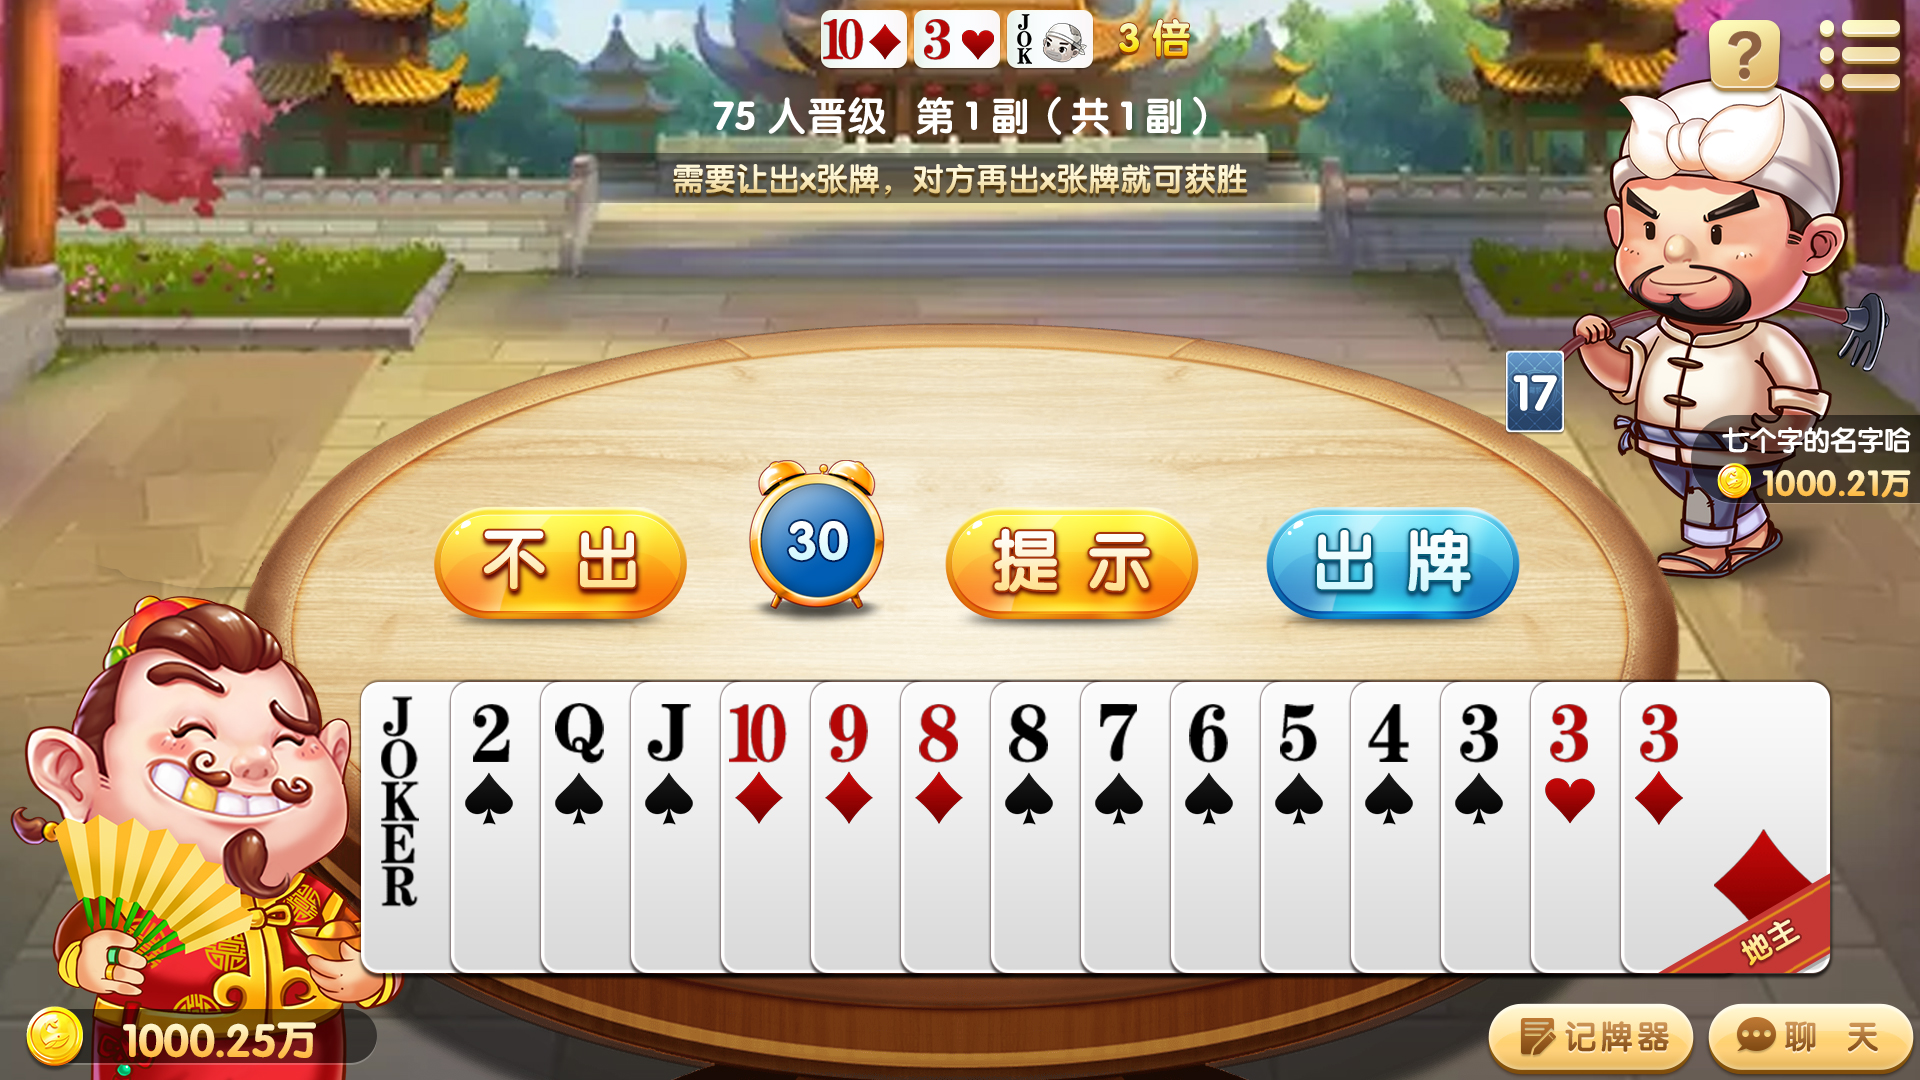 10 3 JOK 3 倍
?
75 人晋级 第1副（共1副）
需要让出x张牌，对方再出x张牌就可获胜
17
七个字的名字哈
1000.21万
不出 30 提示 出牌
JOKER 2 Q J 10 9 8 8 7 6 5 4 3 3 3
地主
1000.25万
记牌器 聊 天